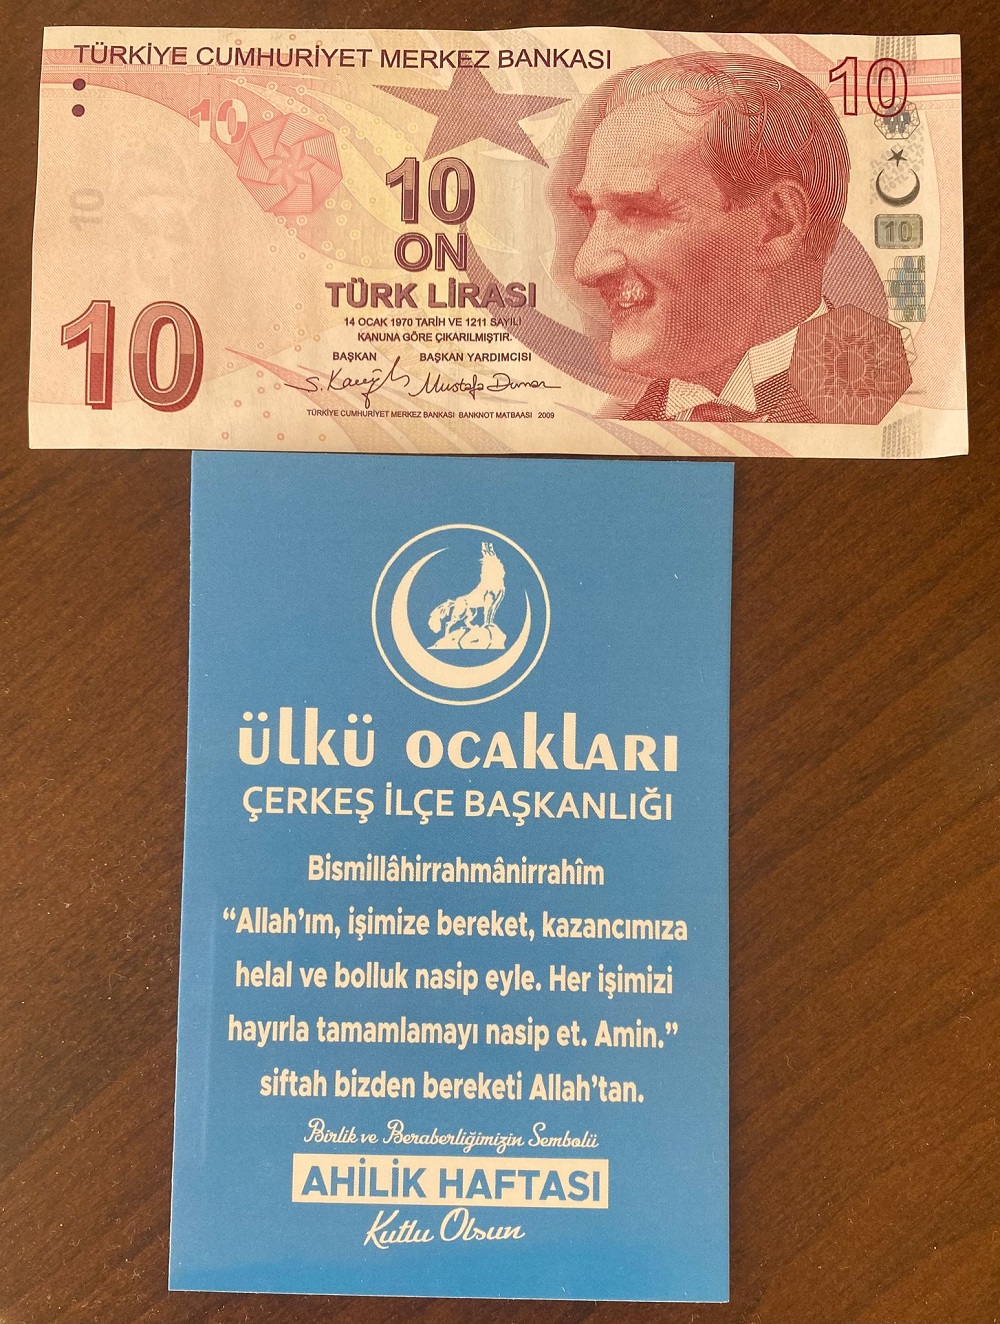 TÜRKİYE CUMHURİYET MERKEZ BANKASI
10
10
10
10
ON
TÜRK LİRASI
14 OCAK 1970 TARİH VE 1211 SAYILI
KANUNA GÖRE ÇIKARILMIŞTIR.
BAŞKAN BAŞKAN YARDIMCISI
10
TÜRKİYE CUMHURİYET MERKEZ BANKASI BANKNOT MATBAASI 2009
10
ülkü ocakları
ÇERKEŞ İLÇE BAŞKANLIĞI
Bismillâhirrahmânirrahîm
“Allah’ım, işimize bereket, kazancımıza
helal ve bolluk nasip eyle. Her işimizi
hayırla tamamlamayı nasip et. Amin.”
siftah bizden bereketi Allah’tan.
Birlik ve Beraberliğimizin Sembolü
AHİLİK HAFTASI
Kutlu Olsun